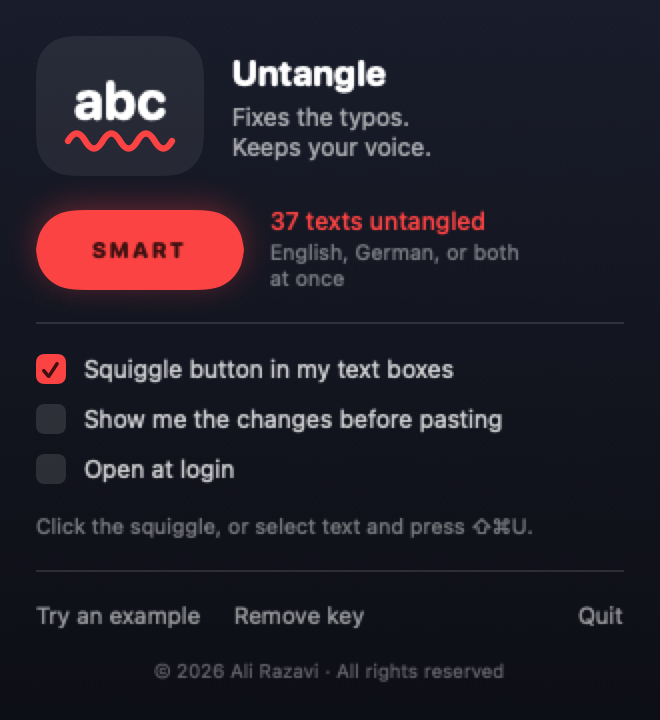 abc
Untangle
Fixes the typos.
Keeps your voice.
SMART
37 texts untangled
English, German, or both
at once
Squiggle button in my text boxes
Show me the changes before pasting
Open at login
Click the squiggle, or select text and press ⇧⌘U.
Try an example
Remove key
Quit
© 2026 Ali Razavi · All rights reserved